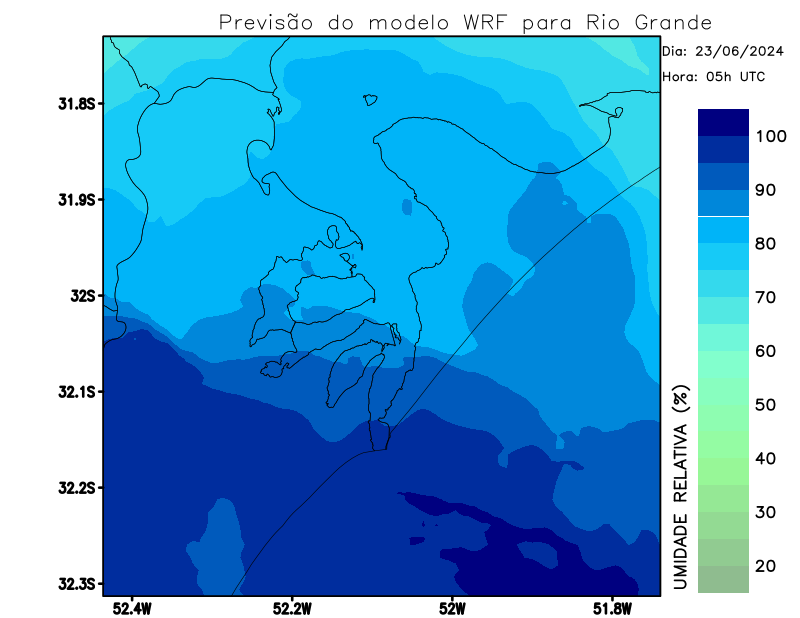 Previsão do modelo WRF para Rio Grande
Dia: 23/06/2024
Hora: 05h UTC
31.8S
31.9S
32S
32.1S
32.2S
32.3S
52.4W
52.2W
52W
51.8W
100
90
80
70
60
50
40
30
20
UMIDADE RELATIVA (%)